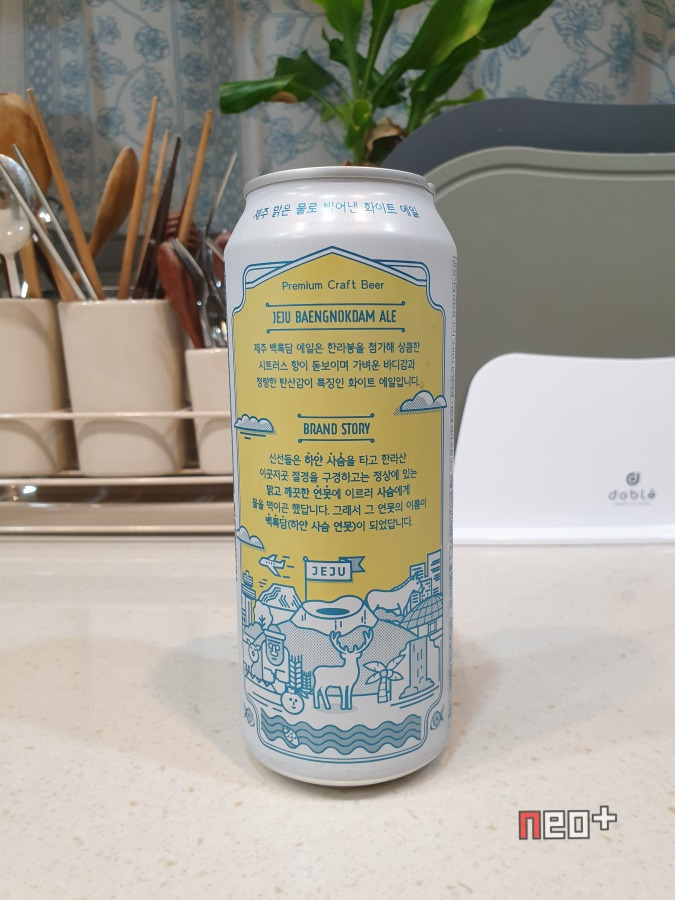 제주 맑은 물로 빚어낸 화이트 에일
Premium Craft Beer
JEJU BAENGNOKDAM ALE
제주 백록담 에일은 한라봉을 첨가해 상큼한
시트러스 향이 돋보이며 가벼운 바디감과
청량한 탄산감이 특징인 화이트 에일입니다.
BRAND STORY
신선들은 하얀 사슴을 타고 한라산
이곳저곳 절경을 구경하고는 정상에 있는
맑고 깨끗한 연못에 이르러 사슴에게
물을 먹이곤 했답니다. 그래서 그 연못의 이름이
백록담(하얀 사슴 연못)이 되었답니다.
JEJU
dablé
neo+